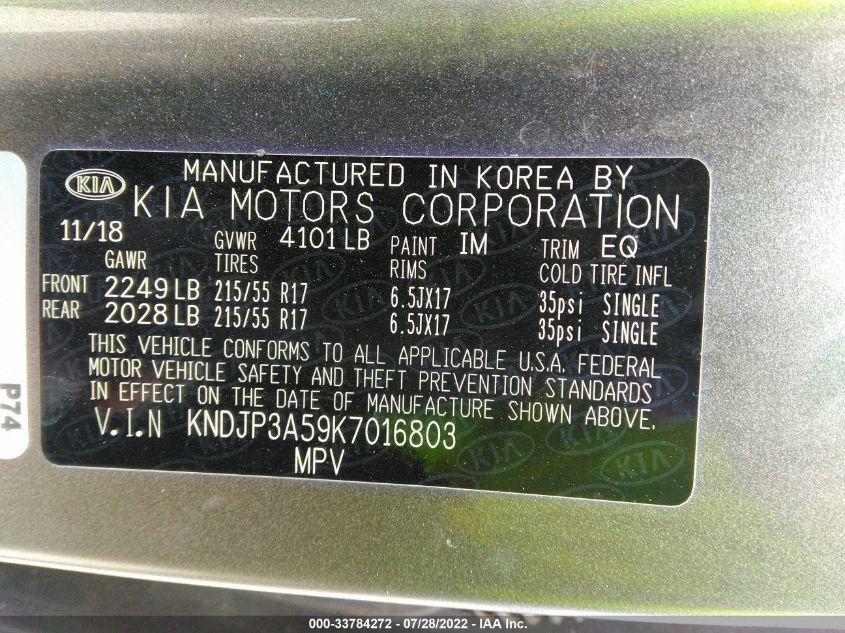 MANUFACTURED IN KOREA BY
KIA KIA MOTORS CORPORATION
11/18 GVWR 4101 LB PAINT IM TRIM EQ
GAWR TIRES RIMS COLD TIRE INFL
FRONT 2249 LB 215/55 R17 6.5JX17 35psi SINGLE
REAR 2028 LB 215/55 R17 6.5JX17 35psi SINGLE
THIS VEHICLE CONFORMS TO ALL APPLICABLE U.S.A. FEDERAL
MOTOR VEHICLE SAFETY AND THEFT PREVENTION STANDARDS
IN EFFECT ON THE DATE OF MANUFACTURE SHOWN ABOVE.
V.I.N KNDJP3A59K7016803
MPV
P74
000-33784272 - 07/28/2022 - IAA Inc.